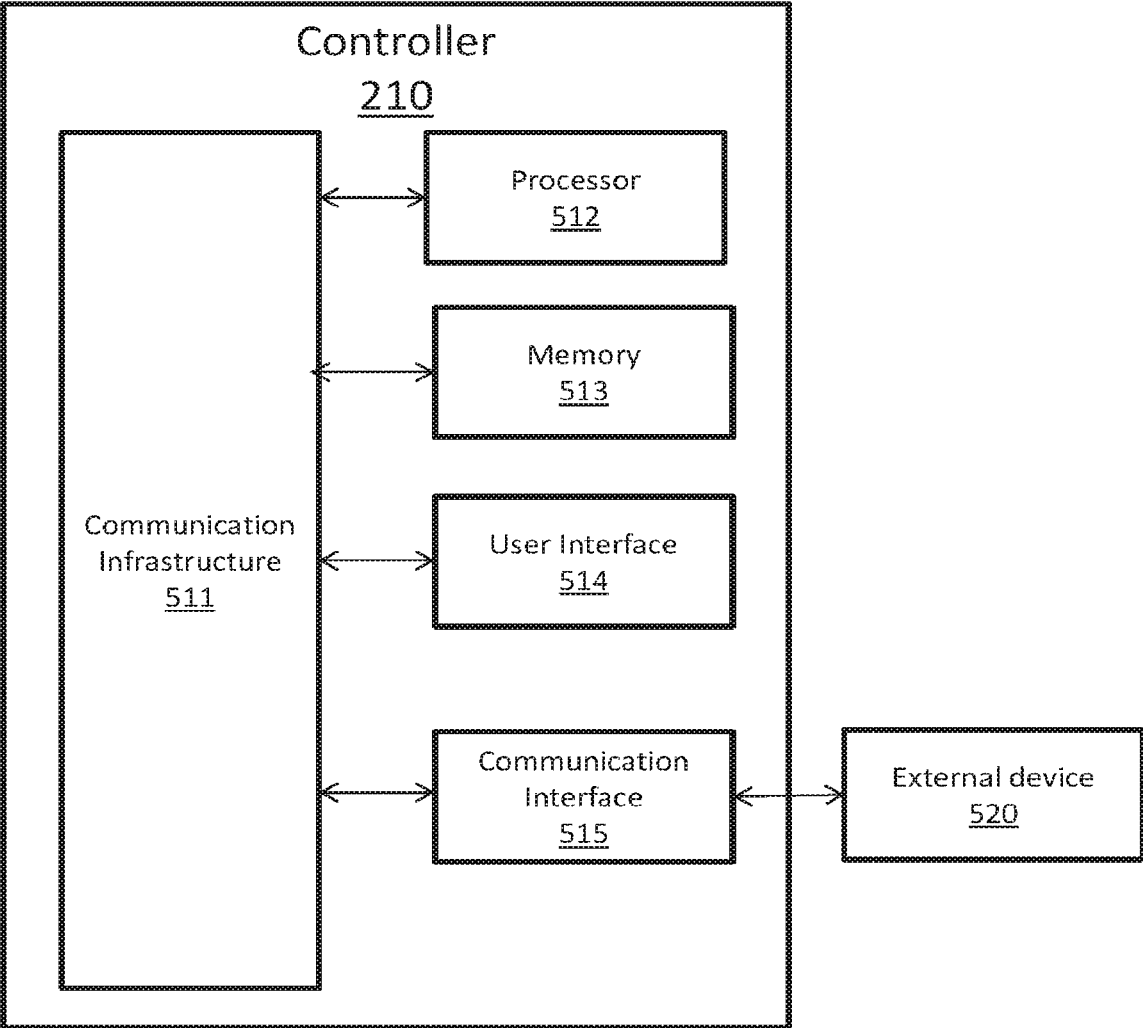 Controller
210
Processor
512
Memory
513
Communication
Infrastructure
511
User Interface
514
Communication
Interface
515
External device
520